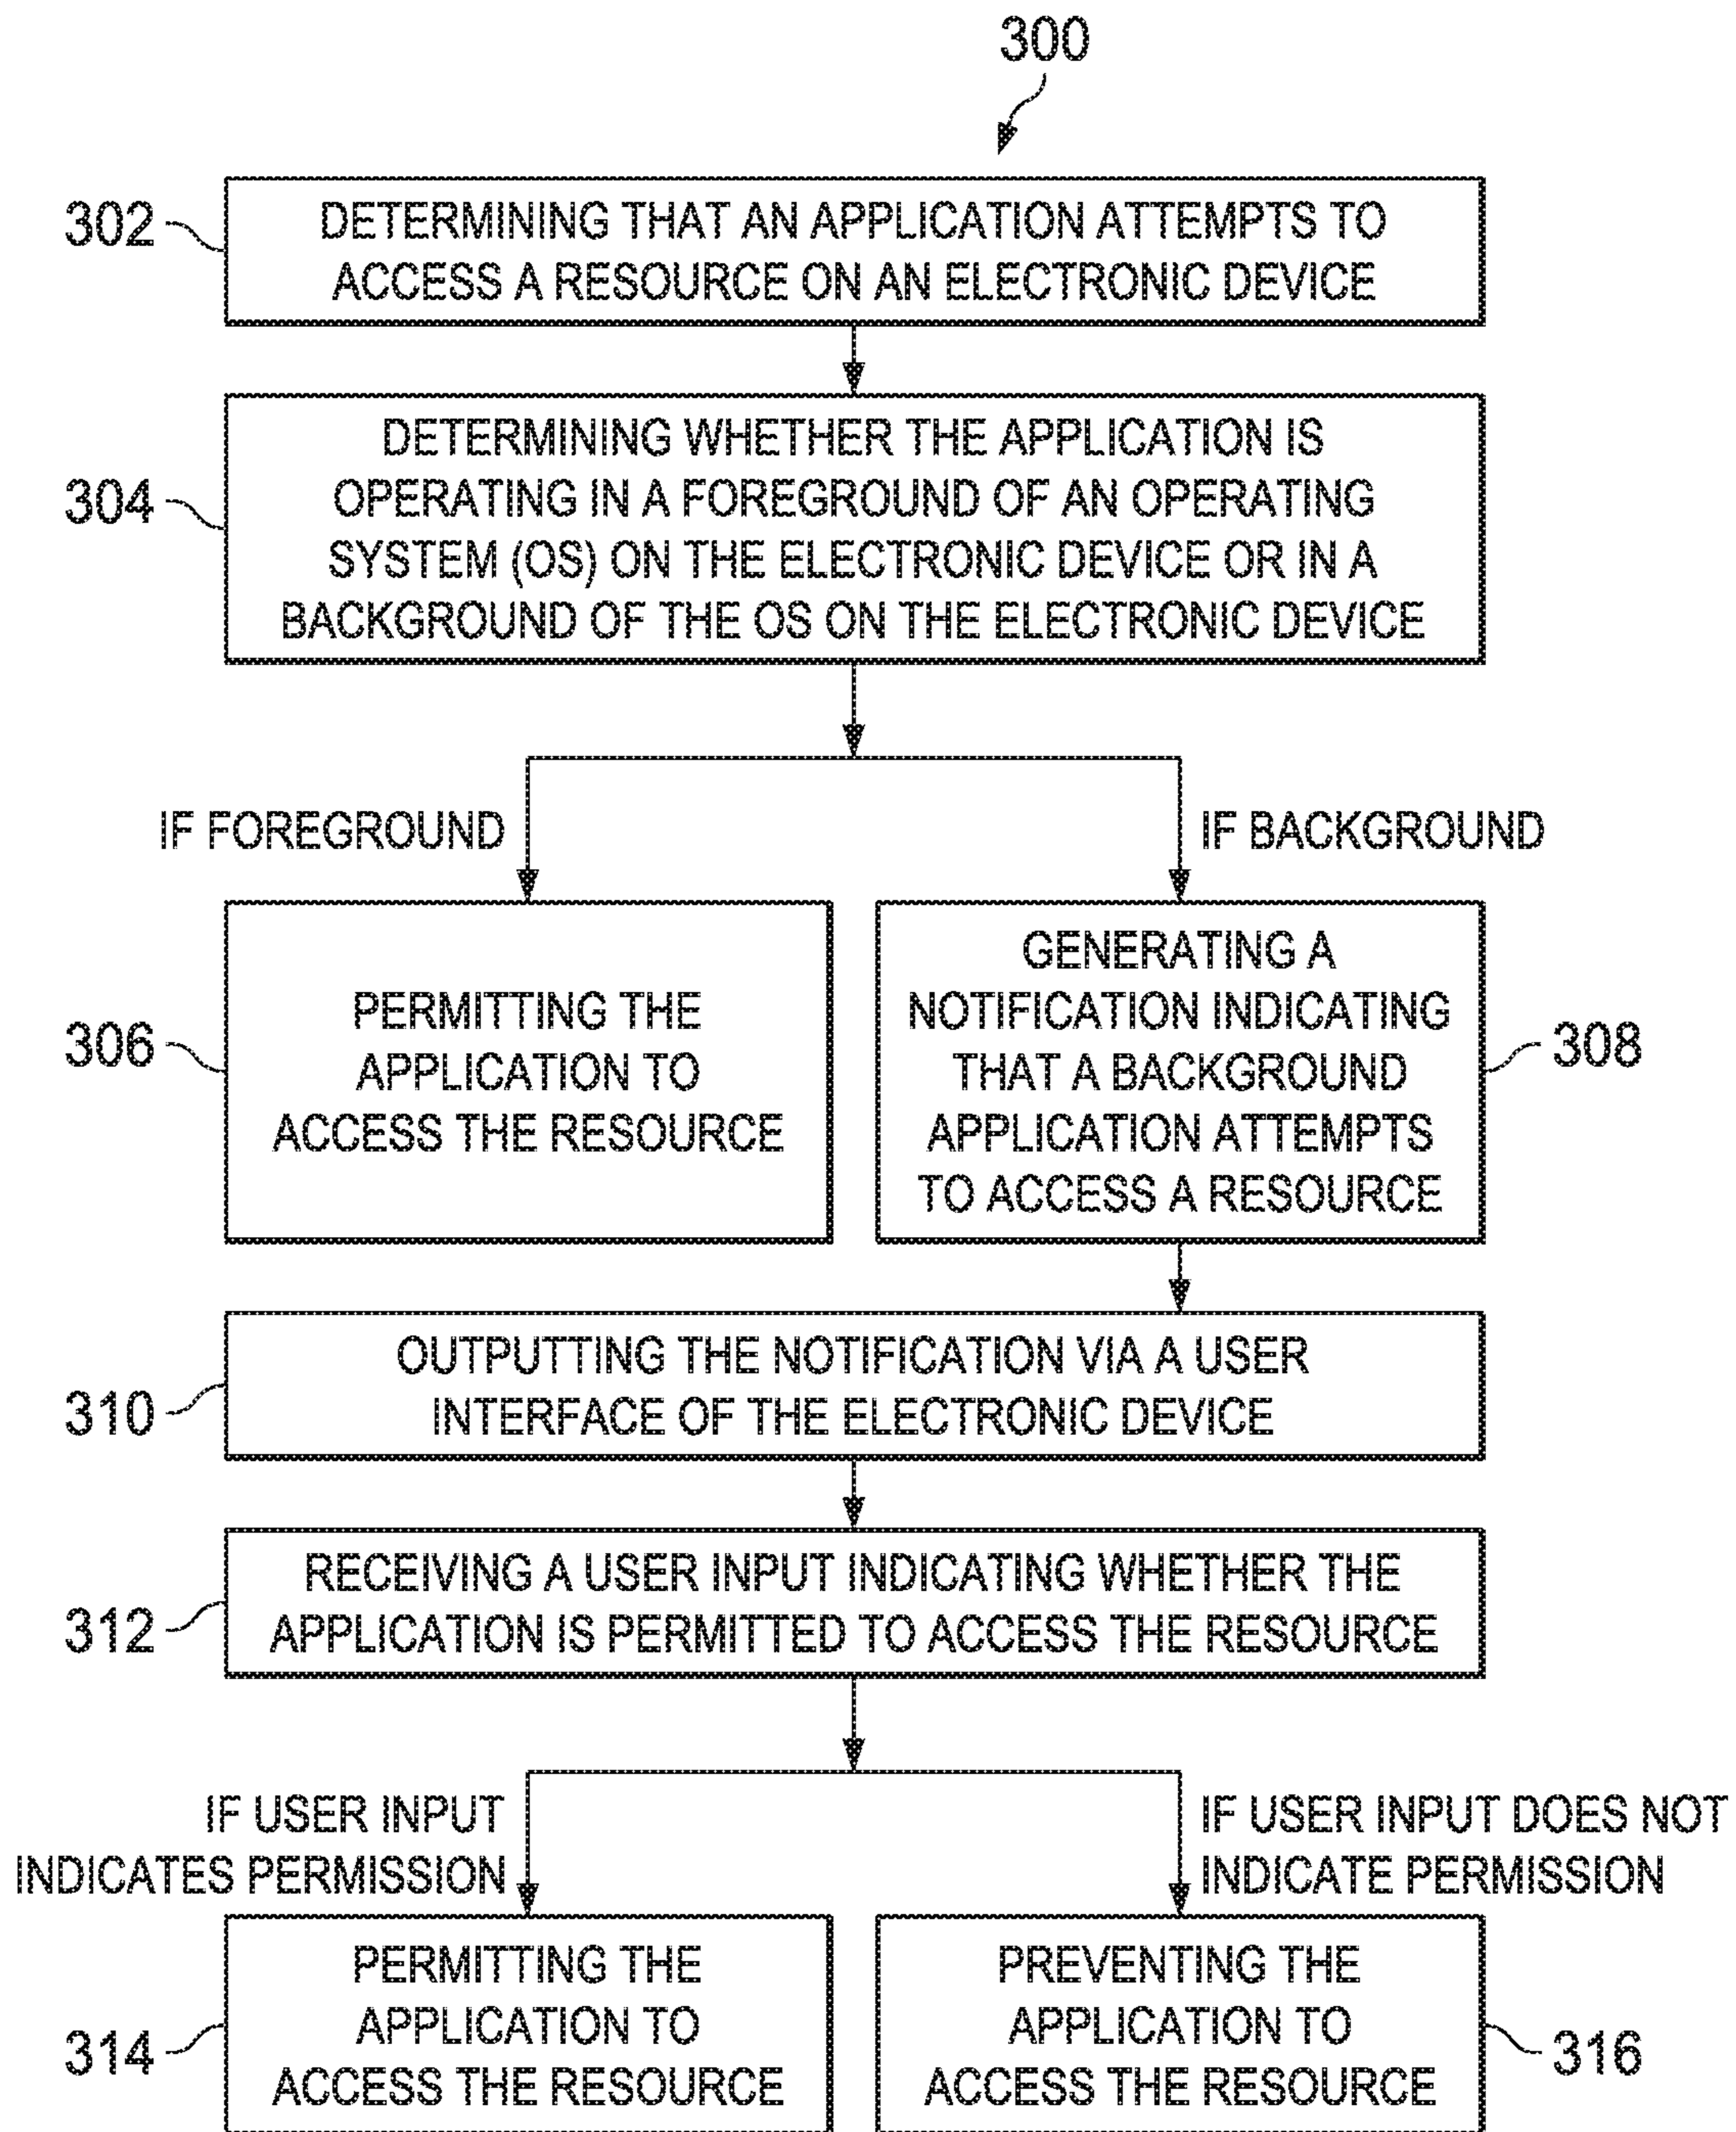 300
302
DETERMINING THAT AN APPLICATION ATTEMPTS TO
ACCESS A RESOURCE ON AN ELECTRONIC DEVICE
304
DETERMINING WHETHER THE APPLICATION IS
OPERATING IN A FOREGROUND OF AN OPERATING
SYSTEM (OS) ON THE ELECTRONIC DEVICE OR IN A
BACKGROUND OF THE OS ON THE ELECTRONIC DEVICE
IF FOREGROUND
IF BACKGROUND
306
PERMITTING THE
APPLICATION TO
ACCESS THE RESOURCE
GENERATING A
NOTIFICATION INDICATING
THAT A BACKGROUND
APPLICATION ATTEMPTS
TO ACCESS A RESOURCE
308
310
OUTPUTTING THE NOTIFICATION VIA A USER
INTERFACE OF THE ELECTRONIC DEVICE
312
RECEIVING A USER INPUT INDICATING WHETHER THE
APPLICATION IS PERMITTED TO ACCESS THE RESOURCE
IF USER INPUT
INDICATES PERMISSION
IF USER INPUT DOES NOT
INDICATE PERMISSION
314
PERMITTING THE
APPLICATION TO
ACCESS THE RESOURCE
PREVENTING THE
APPLICATION TO
ACCESS THE RESOURCE
316